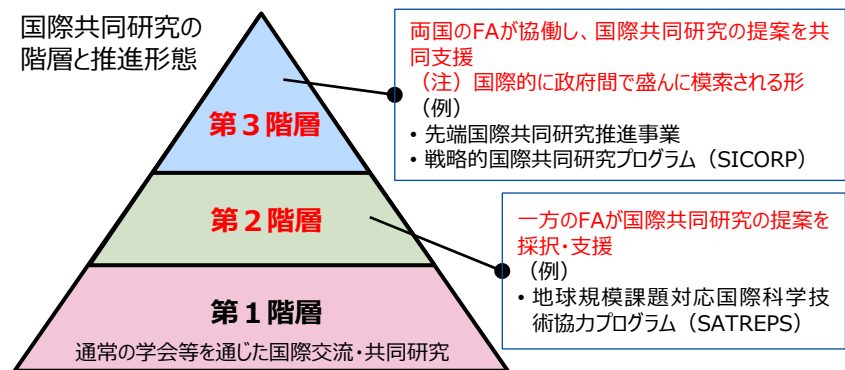 国際共同研究の
階層と推進形態
両国のFAが協働し、国際共同研究の提案を共
同支援
（注）国際的に政府間で盛んに模索される形
（例）
• 先端国際共同研究推進事業
• 戦略的国際共同研究プログラム（SICORP）
第３階層
第２階層
一方のFAが国際共同研究の提案を
採択・支援
（例）
• 地球規模課題対応国際科学技
術協力プログラム（SATREPS）
第１階層
通常の学会等を通じた国際交流・共同研究